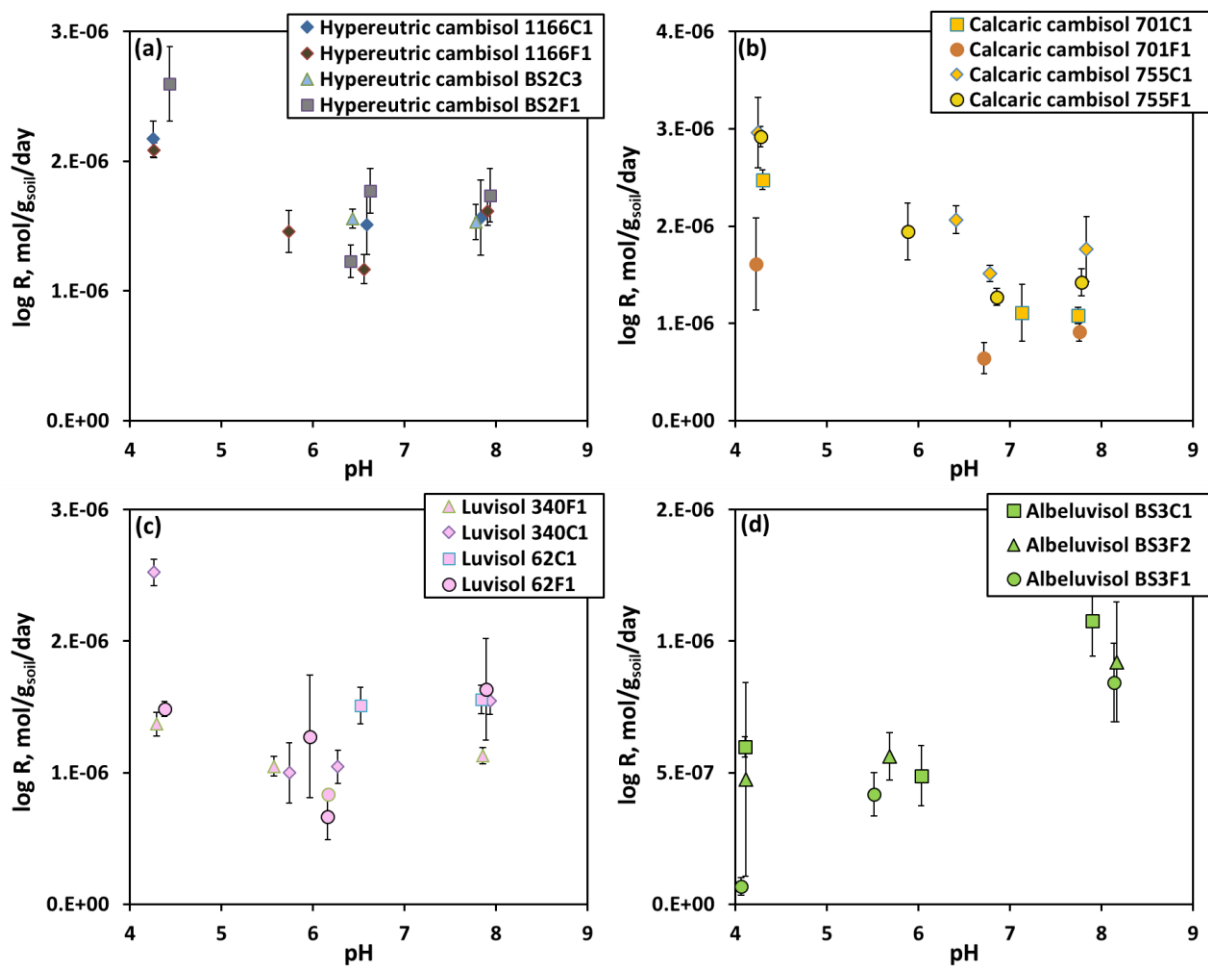 (a)
3.E-06
2.E-06
1.E-06
0.E+00
log R, mol/gsoil/day
Hypereutric cambisol 1166C1
Hypereutric cambisol 1166F1
Hypereutric cambisol BS2C3
Hypereutric cambisol BS2F1
4 5 6 7 8 9
pH
(b)
4.E-06
3.E-06
2.E-06
1.E-06
0.E+00
log R, mol/gsoil/day
Calcaric cambisol 701C1
Calcaric cambisol 701F1
Calcaric cambisol 755C1
Calcaric cambisol 755F1
4 5 6 7 8 9
pH
(c)
3.E-06
2.E-06
1.E-06
0.E+00
log R, mol/gsoil/day
Luvisol 340F1
Luvisol 340C1
Luvisol 62C1
Luvisol 62F1
4 5 6 7 8 9
pH
(d)
2.E-06
1.E-06
5.E-07
0.E+00
log R, mol/gsoil/day
Albeluvisol BS3C1
Albeluvisol BS3F2
Albeluvisol BS3F1
4 5 6 7 8 9
pH